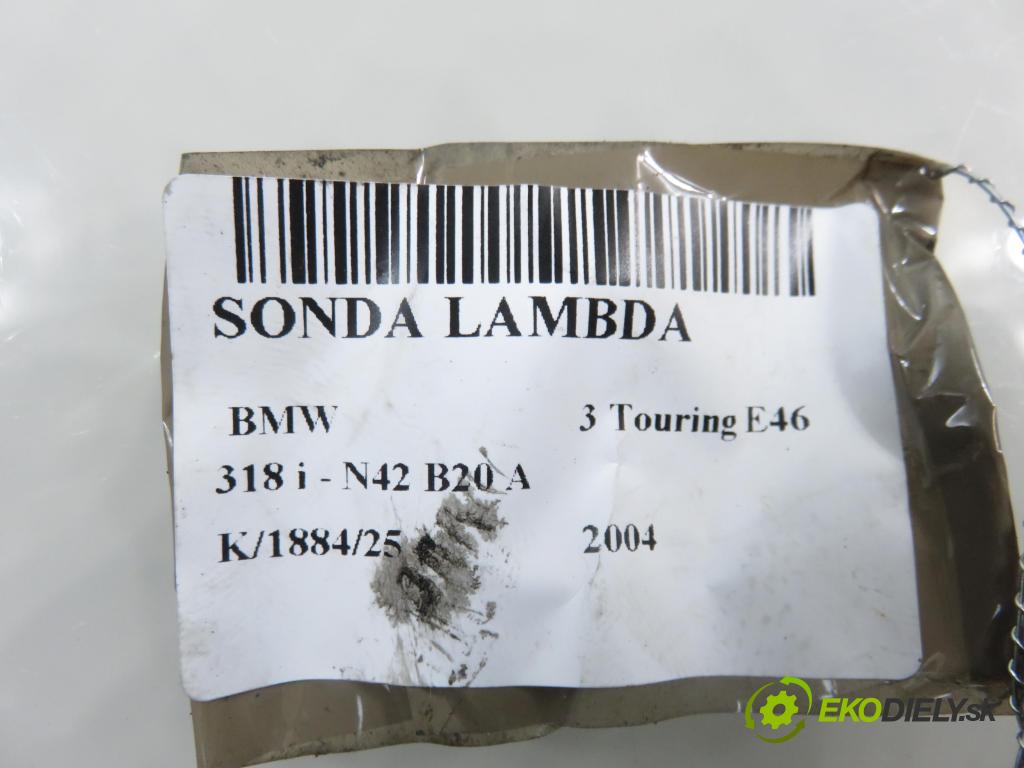 SONDA LAMBDA
BMW 3 Touring E46
318 i - N42 B20 A
K/1884/25 2004
EKODIELY.sk